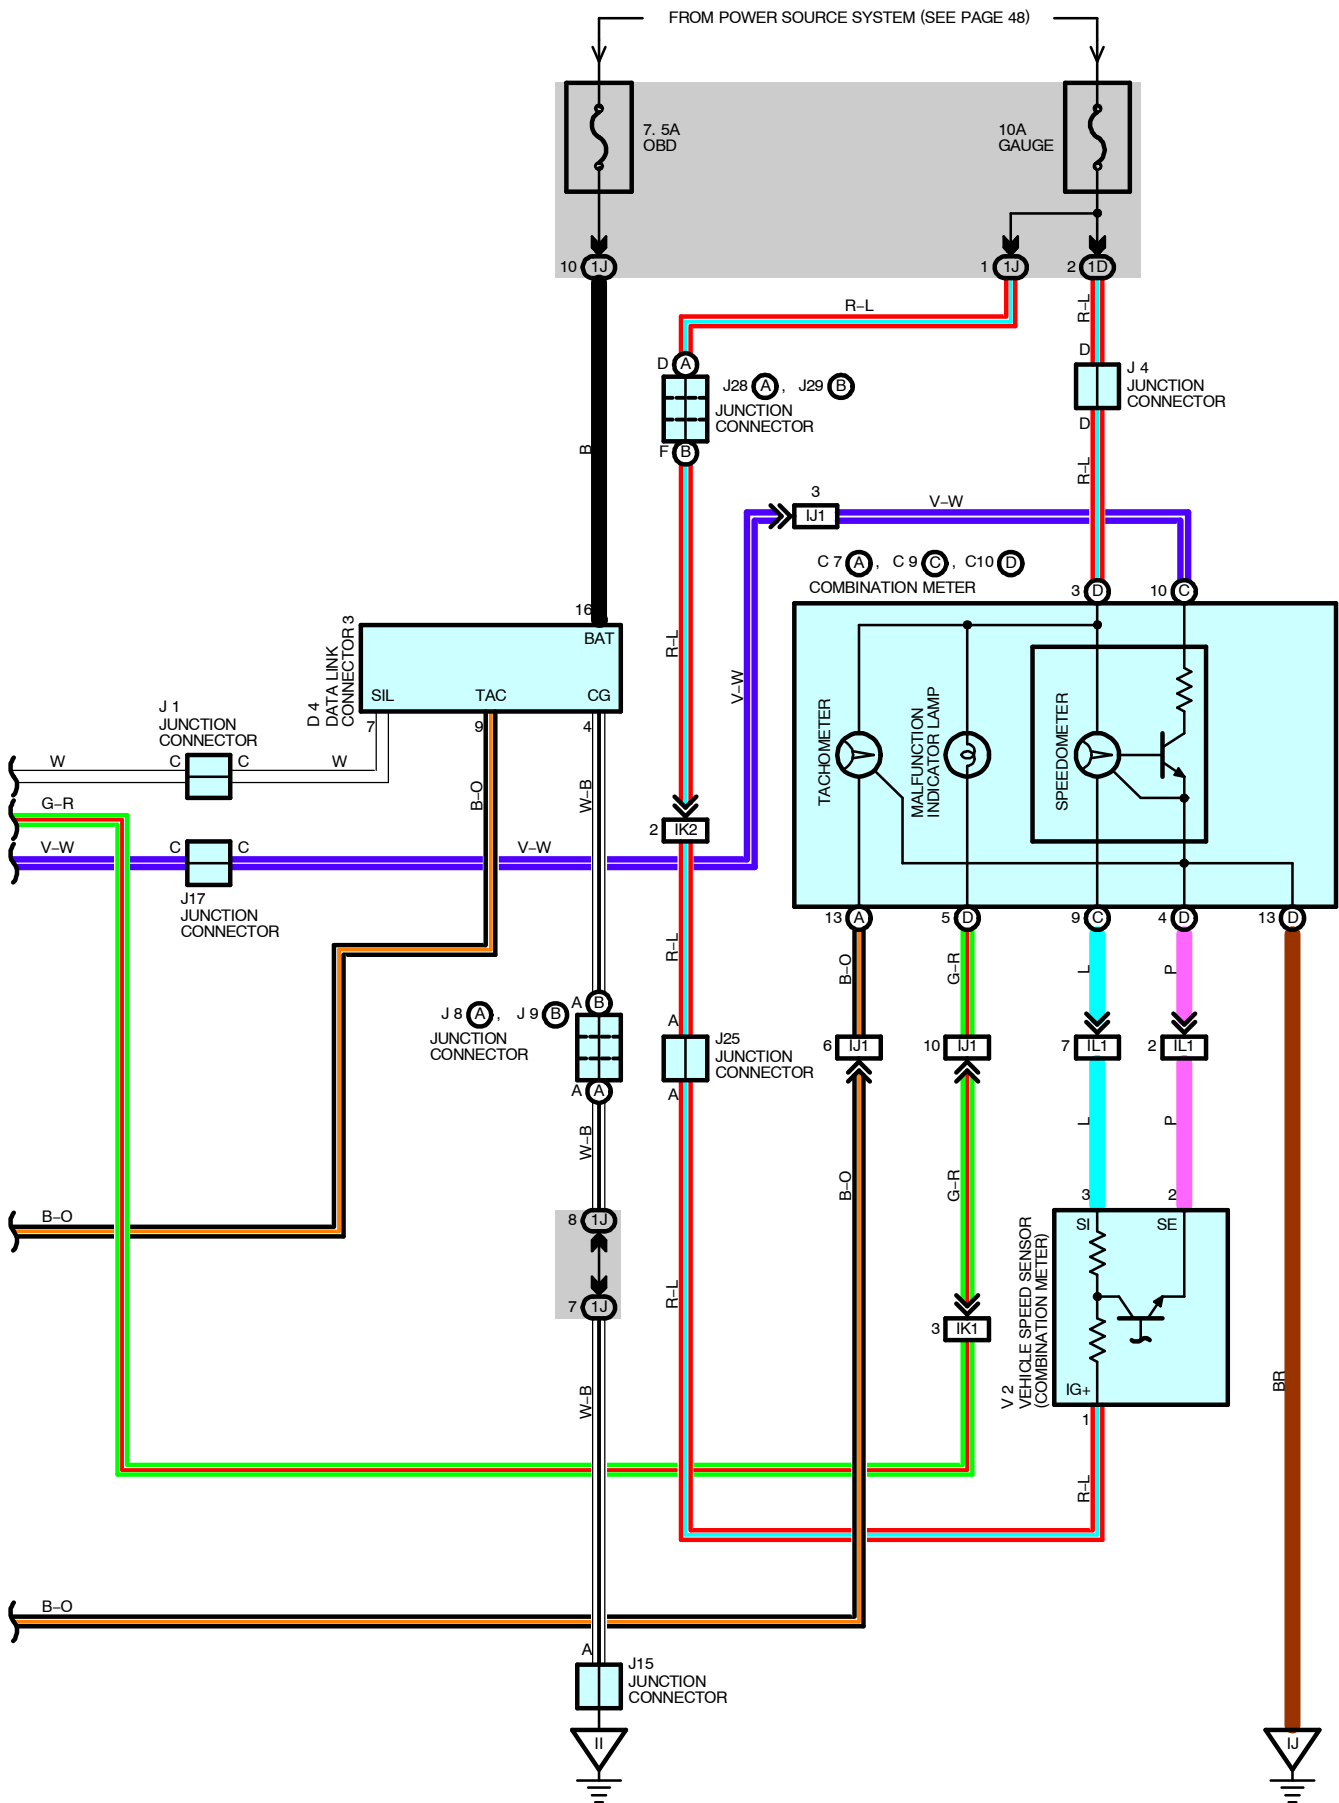 FROM POWER SOURCE SYSTEM (SEE PAGE 48)
7. 5A
OBD
10A
GAUGE
10 1J
1 1J
2 1D
R–L
R–L
D
J 4
JUNCTION
CONNECTOR
D
R–L
D A
J28 A , J29 B
JUNCTION
CONNECTOR
F B
B
3
IJ1
V–W
C 7 A , C 9 C , C10 D
COMBINATION METER
3 D
10 C
16
BAT
D 4
DATA LINK
CONNECTOR 3
SIL
TAC
CG
7
9
4
R–L
V–W
TACHOMETER
MALFUNCTION
INDICATOR LAMP
SPEEDOMETER
J 1
JUNCTION
CONNECTOR
W
C
C
W
G–R
B–O
W–B
2 IK2
V–W
C
C
V–W
J17
JUNCTION
CONNECTOR
13 A
5 D
9 C
4 D
13 D
R–L
B–O
G–R
L
P
J 8 A , J 9 B
JUNCTION
CONNECTOR
A B
A A
A
J25
JUNCTION
CONNECTOR
A
6 IJ1
10 IJ1
7 IL1
2 IL1
W–B
B–O
G–R
L
P
3
2
B–O
8 1J
7 1J
R–L
3 IK1
V 2
VEHICLE SPEED SENSOR
(COMBINATION METER)
SI
SE
IG+
1
BR
W–B
R–L
B–O
A
J15
JUNCTION
CONNECTOR
II
IJ